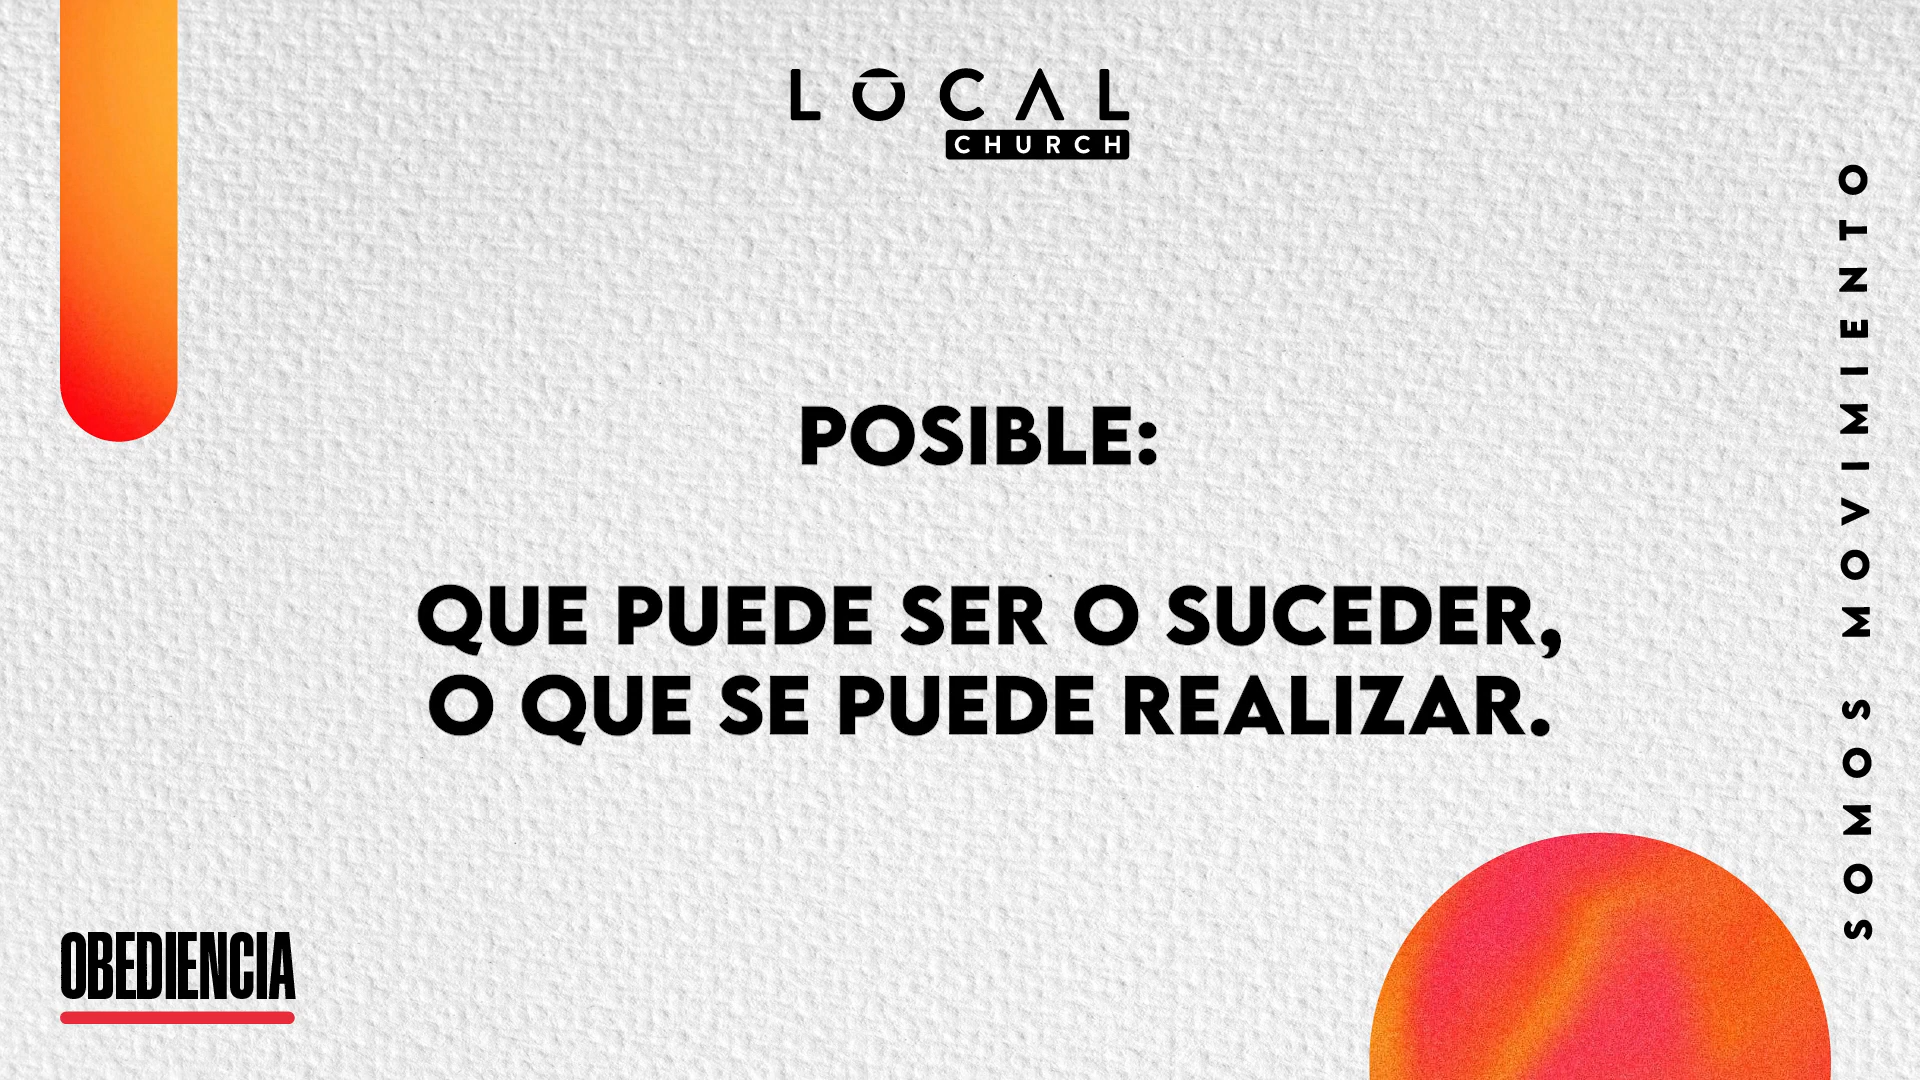 LOCAL
CHURCH
POSIBLE:
QUE PUEDE SER O SUCEDER,
O QUE SE PUEDE REALIZAR.
SOMOS MOVIMIENTO
OBEDIENCIA